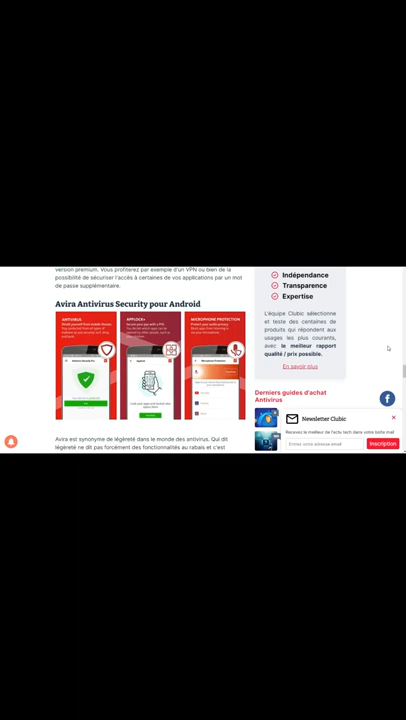 version premium. Vous profiterez par exemple d'un VPN ou bien de la
possibilité de sécuriser l'accès à certaines de vos applications par un mot
de passe supplémentaire.
Avira Antivirus Security pour Android
ANTIVIRUS
APPLOCK+
MICROPHONE PROTECTION
Avira est synonyme de légèreté dans le monde des antivirus. Qui dit
légèreté ne dit pas forcément des fonctionnalités au rabais et c'est
Indépendance
Transparence
Expertise
L'équipe Clubic sélectionne
et teste des centaines de
produits qui répondent aux
usages les plus courants,
avec le meilleur rapport
qualité / prix possible.
En savoir plus
Derniers guides d'achat
Antivirus
Newsletter Clubic
Recevez le meilleur de l'actu tech dans votre boîte mail
Entrez votre adresse email
Inscription